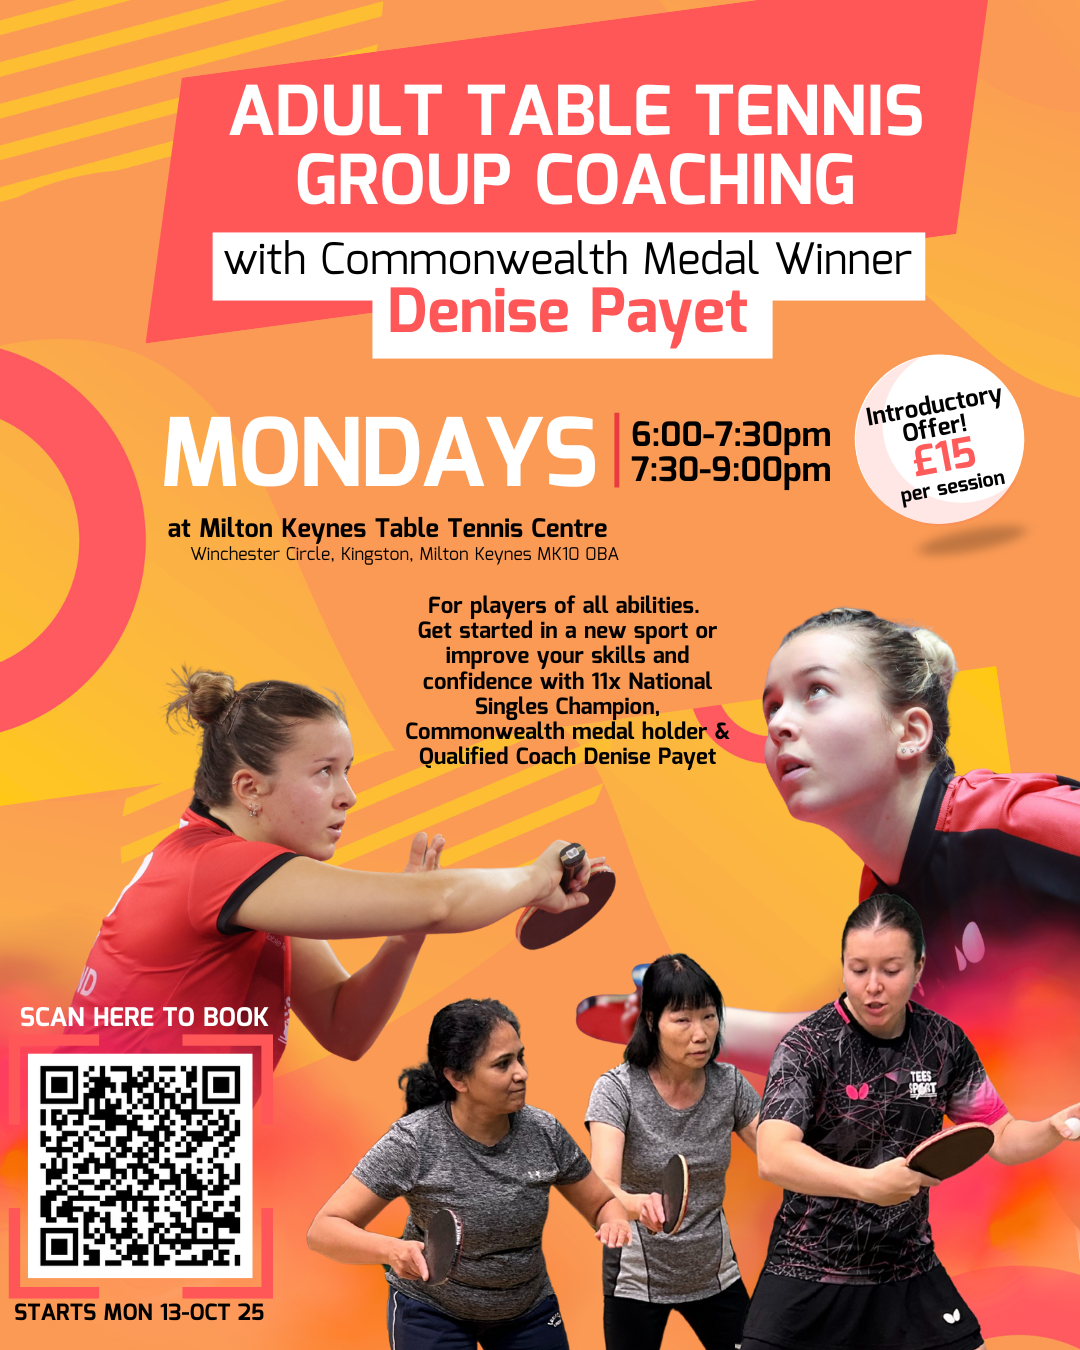 ADULT TABLE TENNIS
GROUP COACHING
with Commonwealth Medal Winner
Denise Payet
MONDAYS
6:00-7:30pm
7:30-9:00pm
Introductory
Offer!
£15
per session
at Milton Keynes Table Tennis Centre
Winchester Circle, Kingston, Milton Keynes MK10 0BA
For players of all abilities.
Get started in a new sport or
improve your skills and
confidence with 11x National
Singles Champion,
Commonwealth medal holder &
Qualified Coach Denise Payet
ND
TEES
SPORT
SCAN HERE TO BOOK
STARTS MON 13-OCT 25